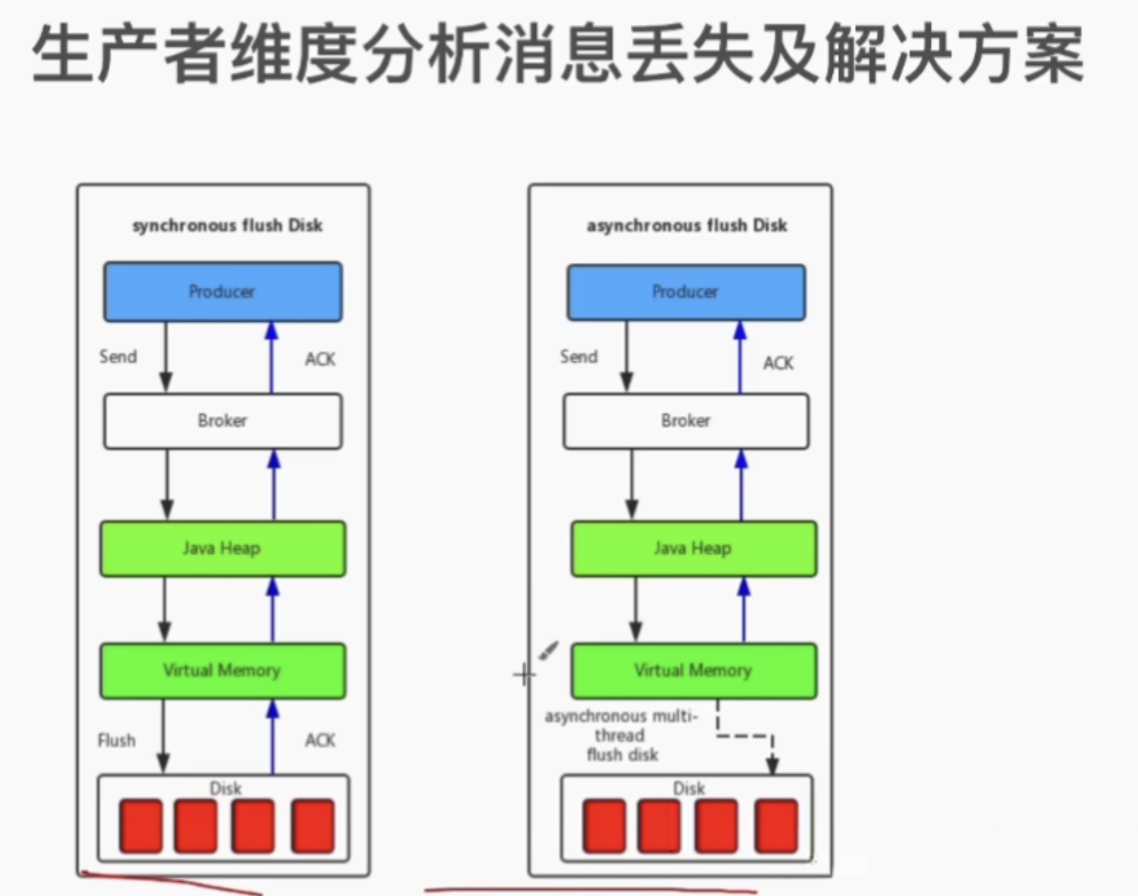 生产者维度分析消息丢失及解决方案
synchronous flush Disk
Producer
Send
ACK
Broker
Java Heap
Virtual Memory
Flush
ACK
Disk
asynchronous flush Disk
Producer
Send
ACK
Broker
Java Heap
Virtual Memory
asynchronous multi-
thread
flush disk
Disk